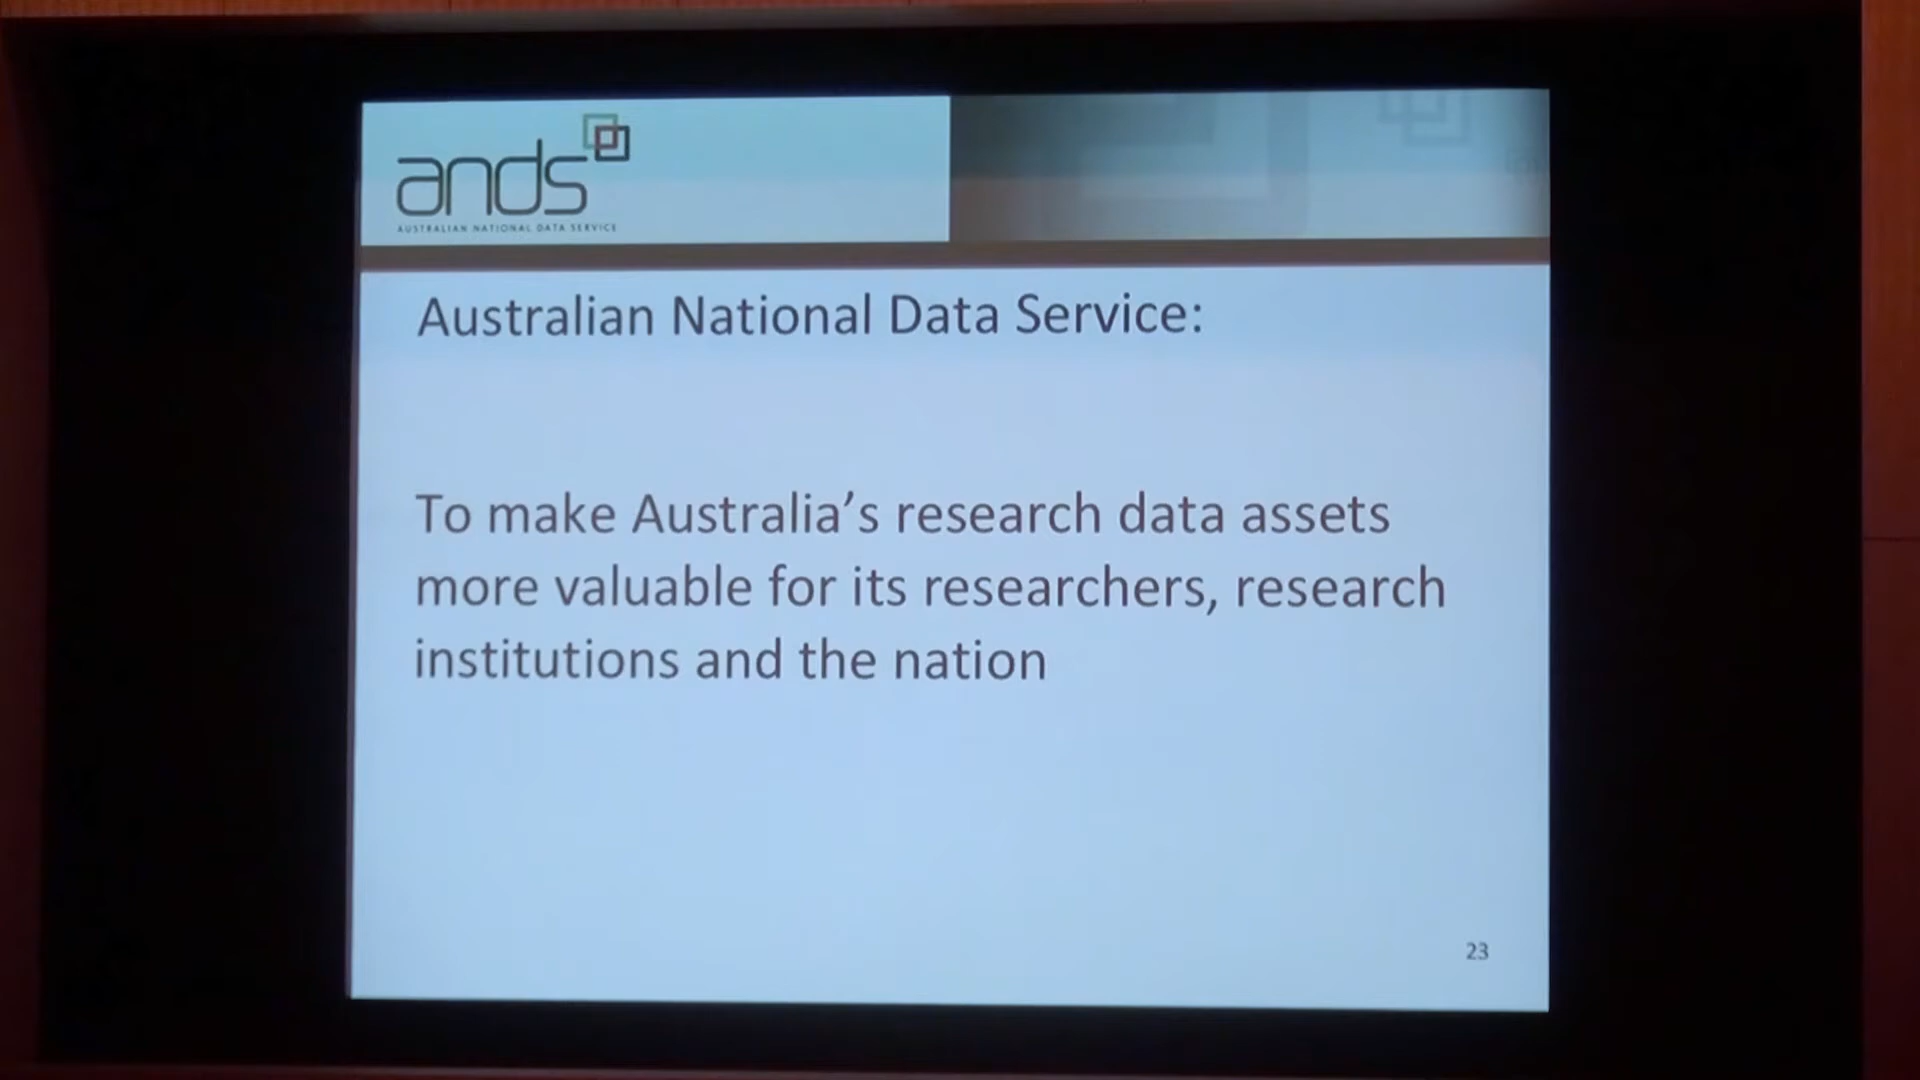 ands
AUSTRALIAN NATIONAL DATA SERVICE
Australian National Data Service:
To make Australia’s research data assets
more valuable for its researchers, research
institutions and the nation
23